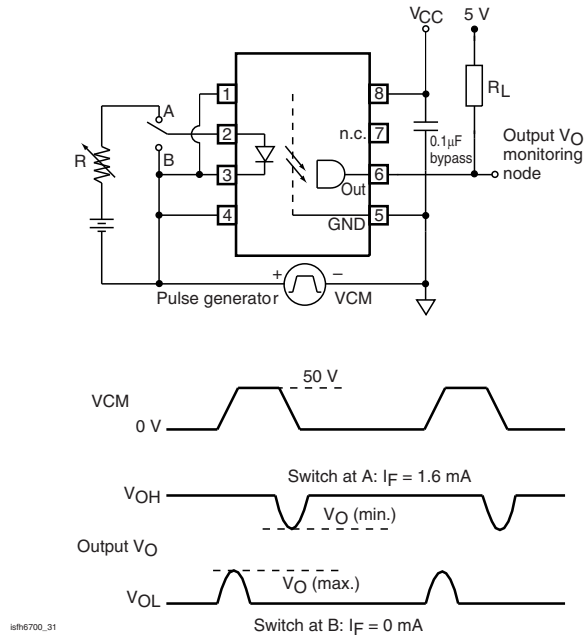 VCC 5 V
1 8 RL
A
2 n.c. 7 0.1µF bypass
R B
3 Out 6 Output VO monitoring node
4 GND 5
Pulse generator + − VCM
VCM 50 V
0 V
Switch at A: IF = 1.6 mA
VOH
VO (min.)
Output VO
VO (max.)
VOL
Switch at B: IF = 0 mA
isfh6700_31